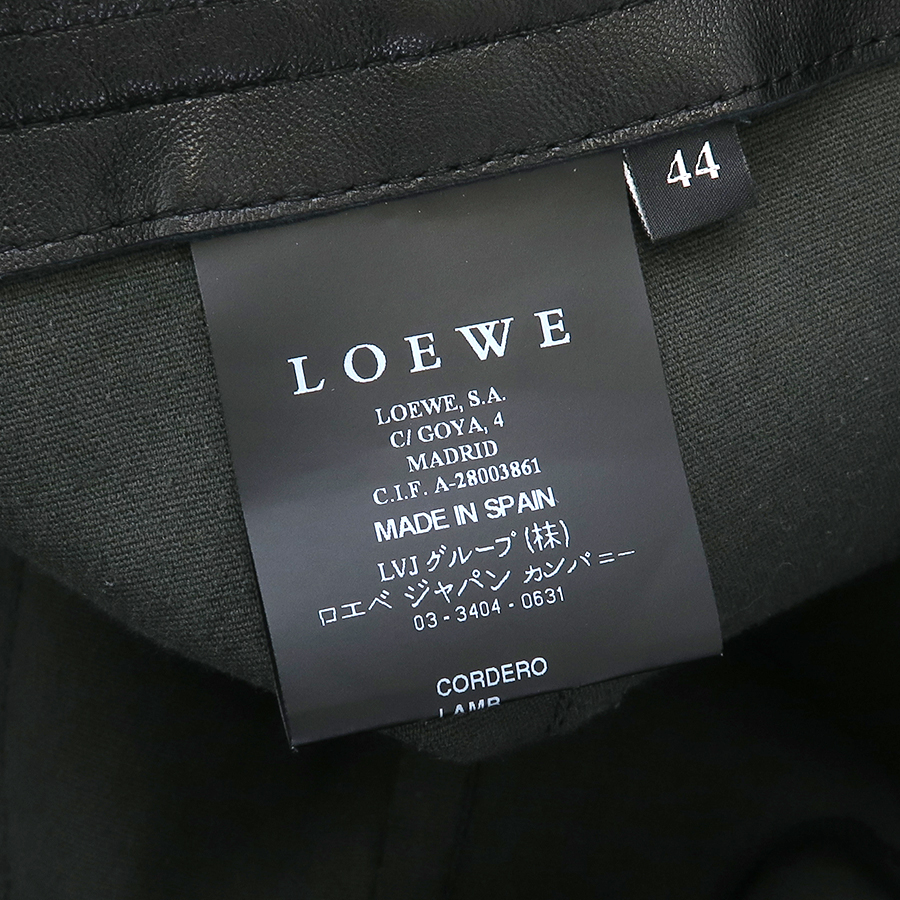 44
LOEWE
LOEWE, S.A.
C/ GOYA, 4
MADRID
C.I.F. A-28003861
MADE IN SPAIN
LVJ グループ (株)
ロエベ ジャパン カンパニー
03-3404-0631
CORDERO
LAMB